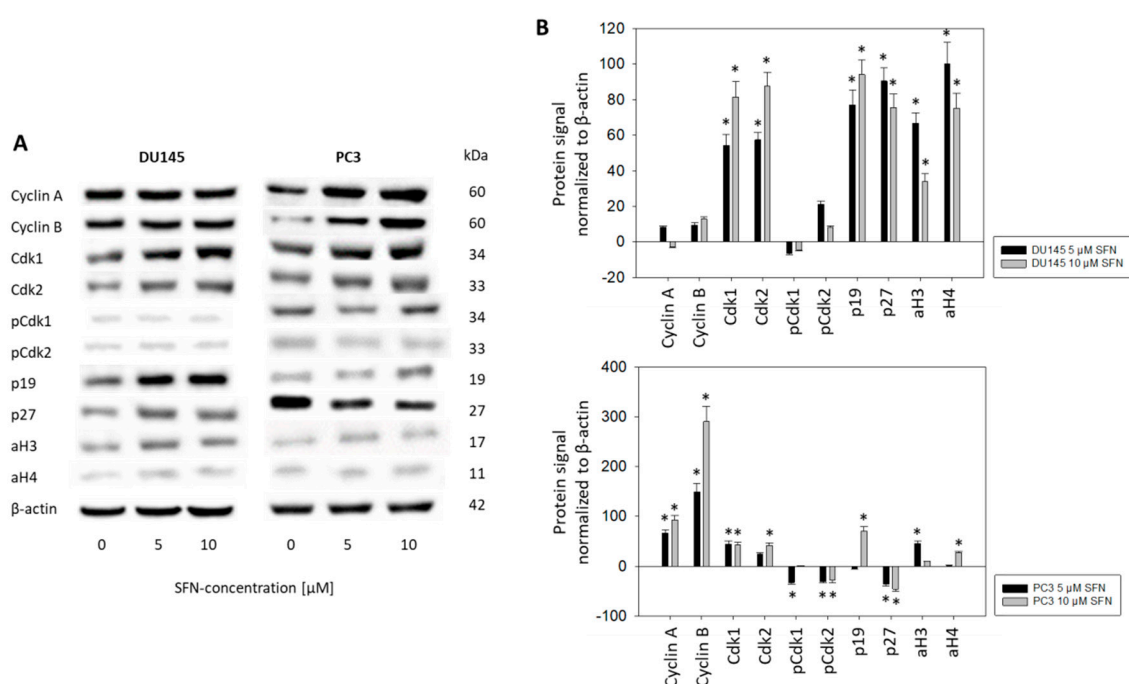 A
DU145 PC3 kDa
Cyclin A 60
Cyclin B 60
Cdk1 34
Cdk2 33
pCdk1 34
pCdk2 33
p19 19
p27 27
aH3 17
aH4 11
β-actin 42
0 5 10 0 5 10
SFN-concentration [µM]
B
Protein signal
normalized to β-actin
120
100
80
60
40
20
0
-20
* * * * * * * * * * * *
Cyclin A Cyclin B Cdk1 Cdk2 pCdk1 pCdk2 p19 p27 aH3 aH4
DU145 5 µM SFN
DU145 10 µM SFN
Protein signal
normalized to β-actin
400
300
200
100
0
-100
* * * * * * * * * * * * * * *
Cyclin A Cyclin B Cdk1 Cdk2 pCdk1 pCdk2 p19 p27 aH3 aH4
PC3 5 µM SFN
PC3 10 µM SFN